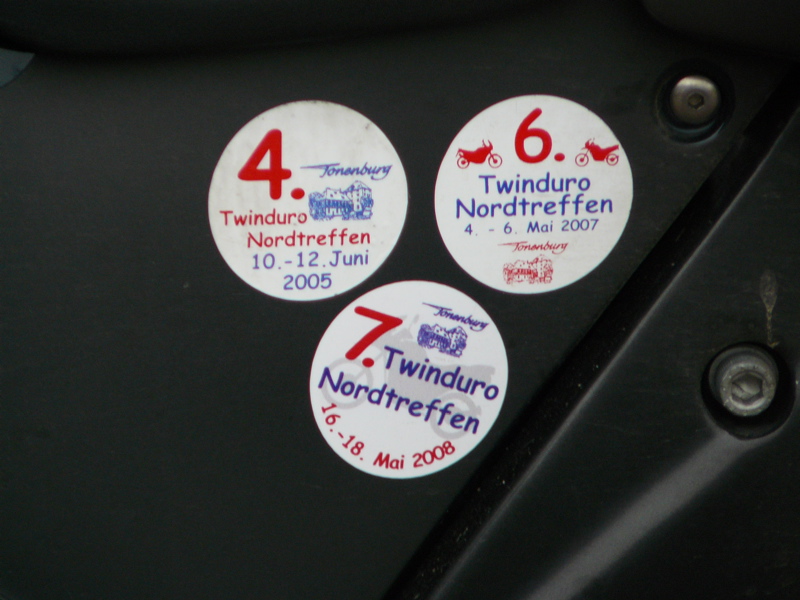 4.
Tonenburg
Twinduro
Nordtreffen
10.-12.Juni
2005
6.
Twinduro
Nordtreffen
4. - 6. Mai 2007
Tonenburg
Tonenburg
7.
Twinduro
Nordtreffen
16.-18. Mai 2008